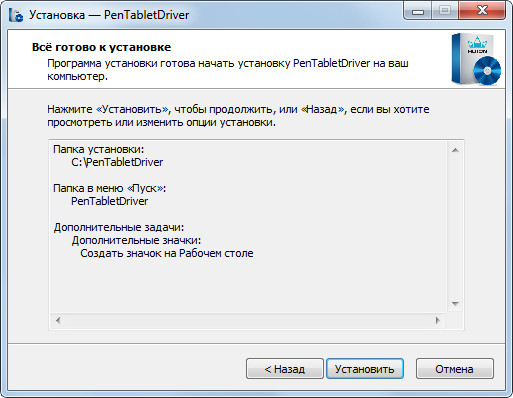 Установка — PenTabletDriver
Всё готово к установке
Программа установки готова начать установку PenTabletDriver на ваш
компьютер.
HUION
Нажмите «Установить», чтобы продолжить, или «Назад», если вы хотите
просмотреть или изменить опции установки.
Папка установки:
C:\PenTabletDriver
Папка в меню «Пуск»:
PenTabletDriver
Дополнительные задачи:
Дополнительные значки:
Создать значок на Рабочем столе
< Назад
Установить
Отмена